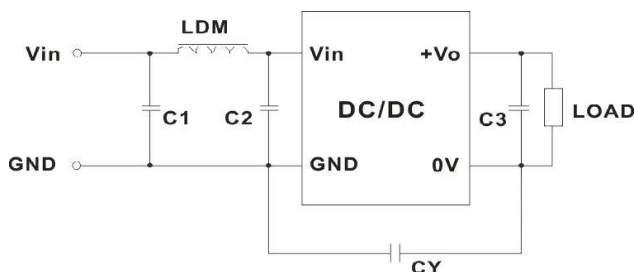 LDM
Vin
Vin
+Vo
C1
C2
DC/DC
C3
LOAD
GND
GND
0V
CY